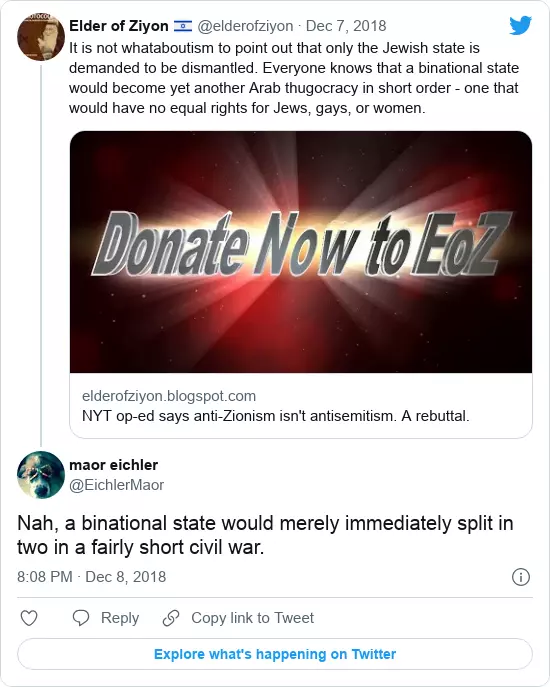 Elder of Ziyon 🇮🇱 @elderofziyon · Dec 7, 2018
It is not whataboutism to point out that only the Jewish state is
demanded to be dismantled. Everyone knows that a binational state
would become yet another Arab thugocracy in short order - one that
would have no equal rights for Jews, gays, or women.
Donate Now to EoZ
elderofziyon.blogspot.com
NYT op-ed says anti-Zionism isn't antisemitism. A rebuttal.
maor eichler
@EichlerMaor
Nah, a binational state would merely immediately split in
two in a fairly short civil war.
8:08 PM · Dec 8, 2018
Reply
Copy link to Tweet
Explore what's happening on Twitter